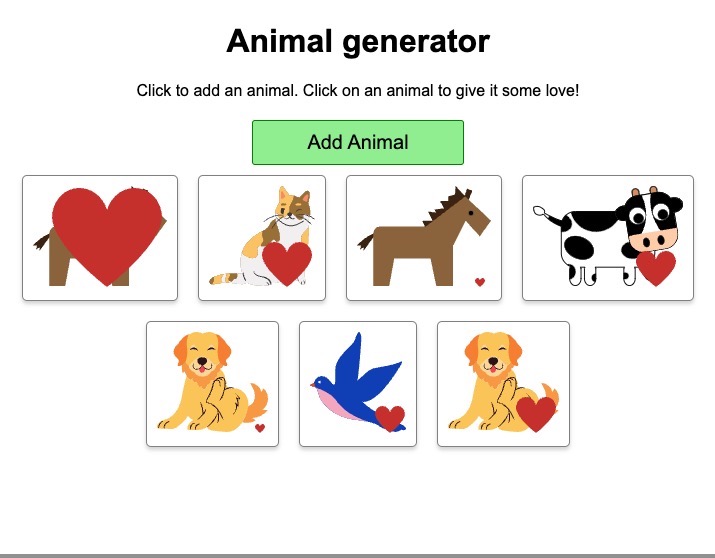 Animal generator
Click to add an animal. Click on an animal to give it some love!
Add Animal